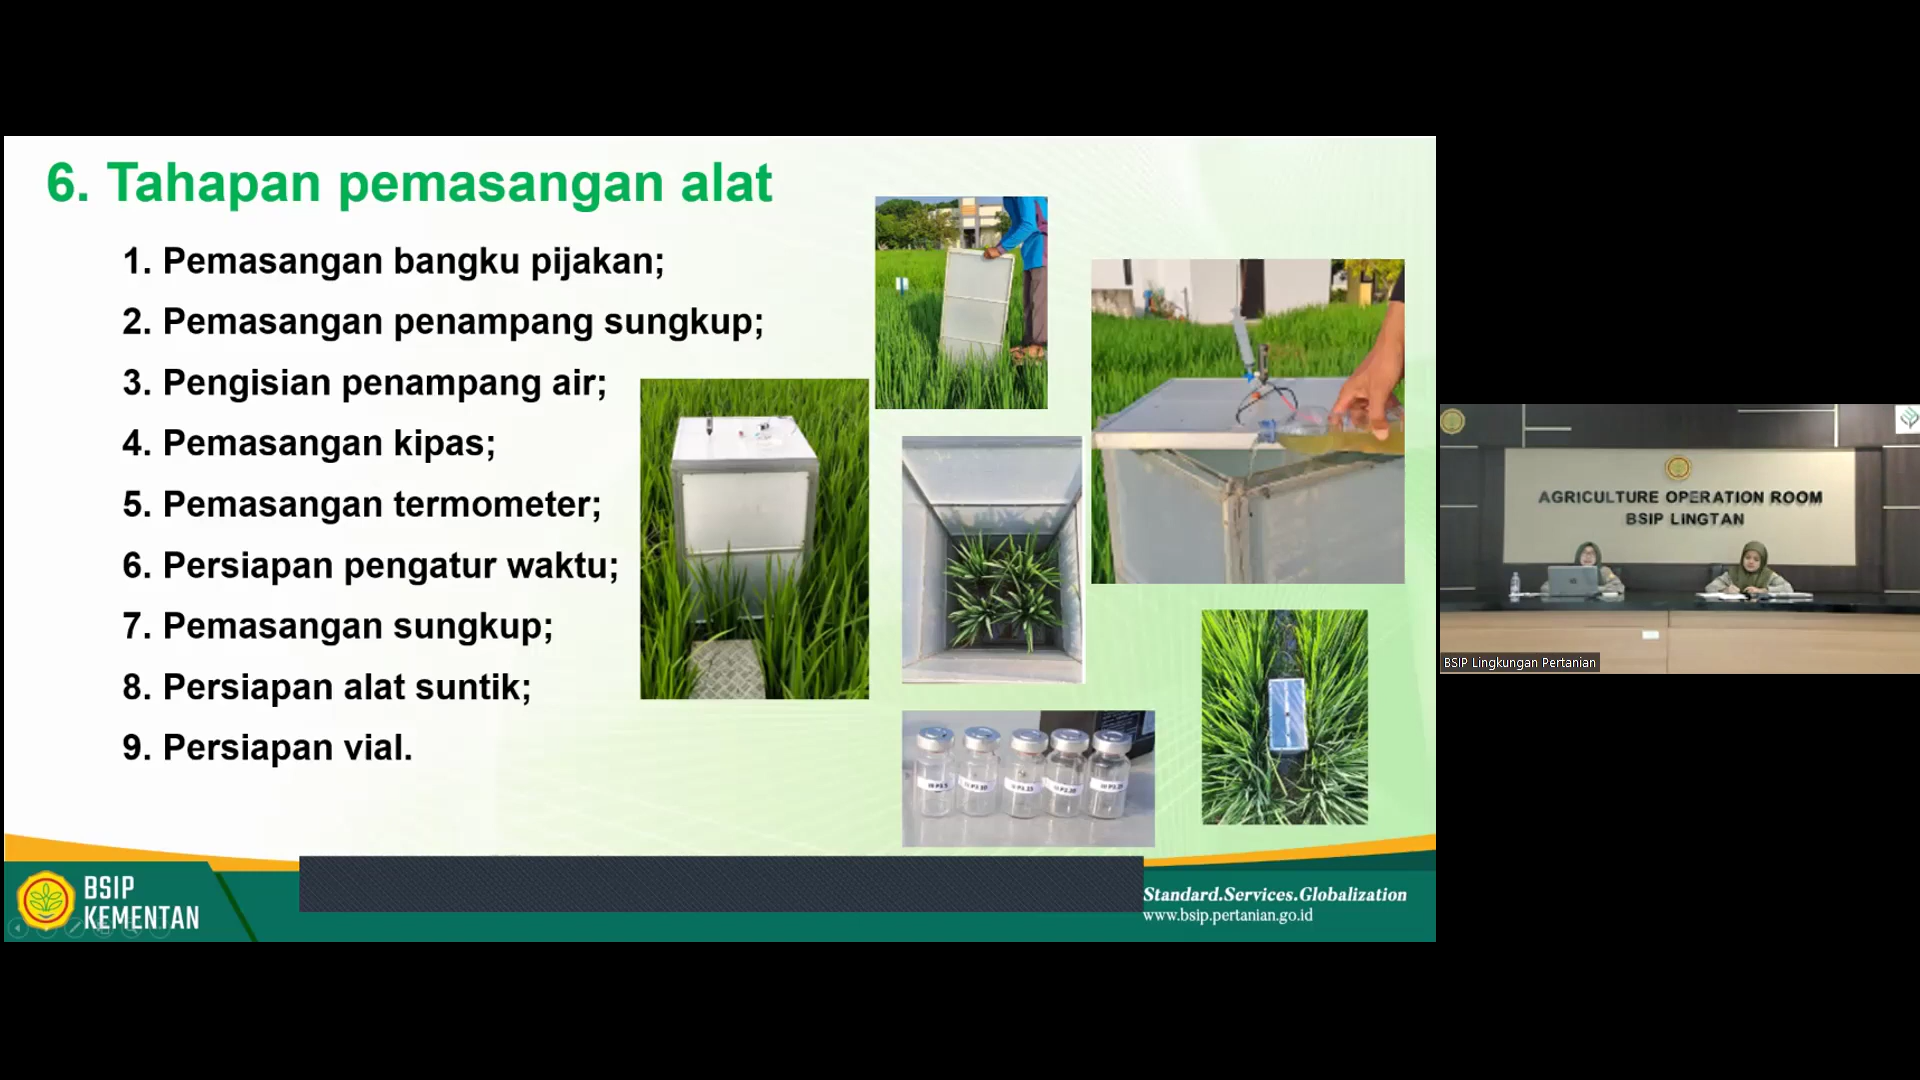 6. Tahapan pemasangan alat
1. Pemasangan bangku pijakan;
2. Pemasangan penampang sungkup;
3. Pengisian penampang air;
4. Pemasangan kipas;
5. Pemasangan termometer;
6. Persiapan pengatur waktu;
7. Pemasangan sungkup;
8. Persiapan alat suntik;
9. Persiapan vial.
BSIP
KEMENTAN
Standard.Services.Globalization
www.bsip.pertanian.go.id
AGRICULTURE OPERATION ROOM
BSIP LINGTAN
BSIP Lingkungan Pertanian